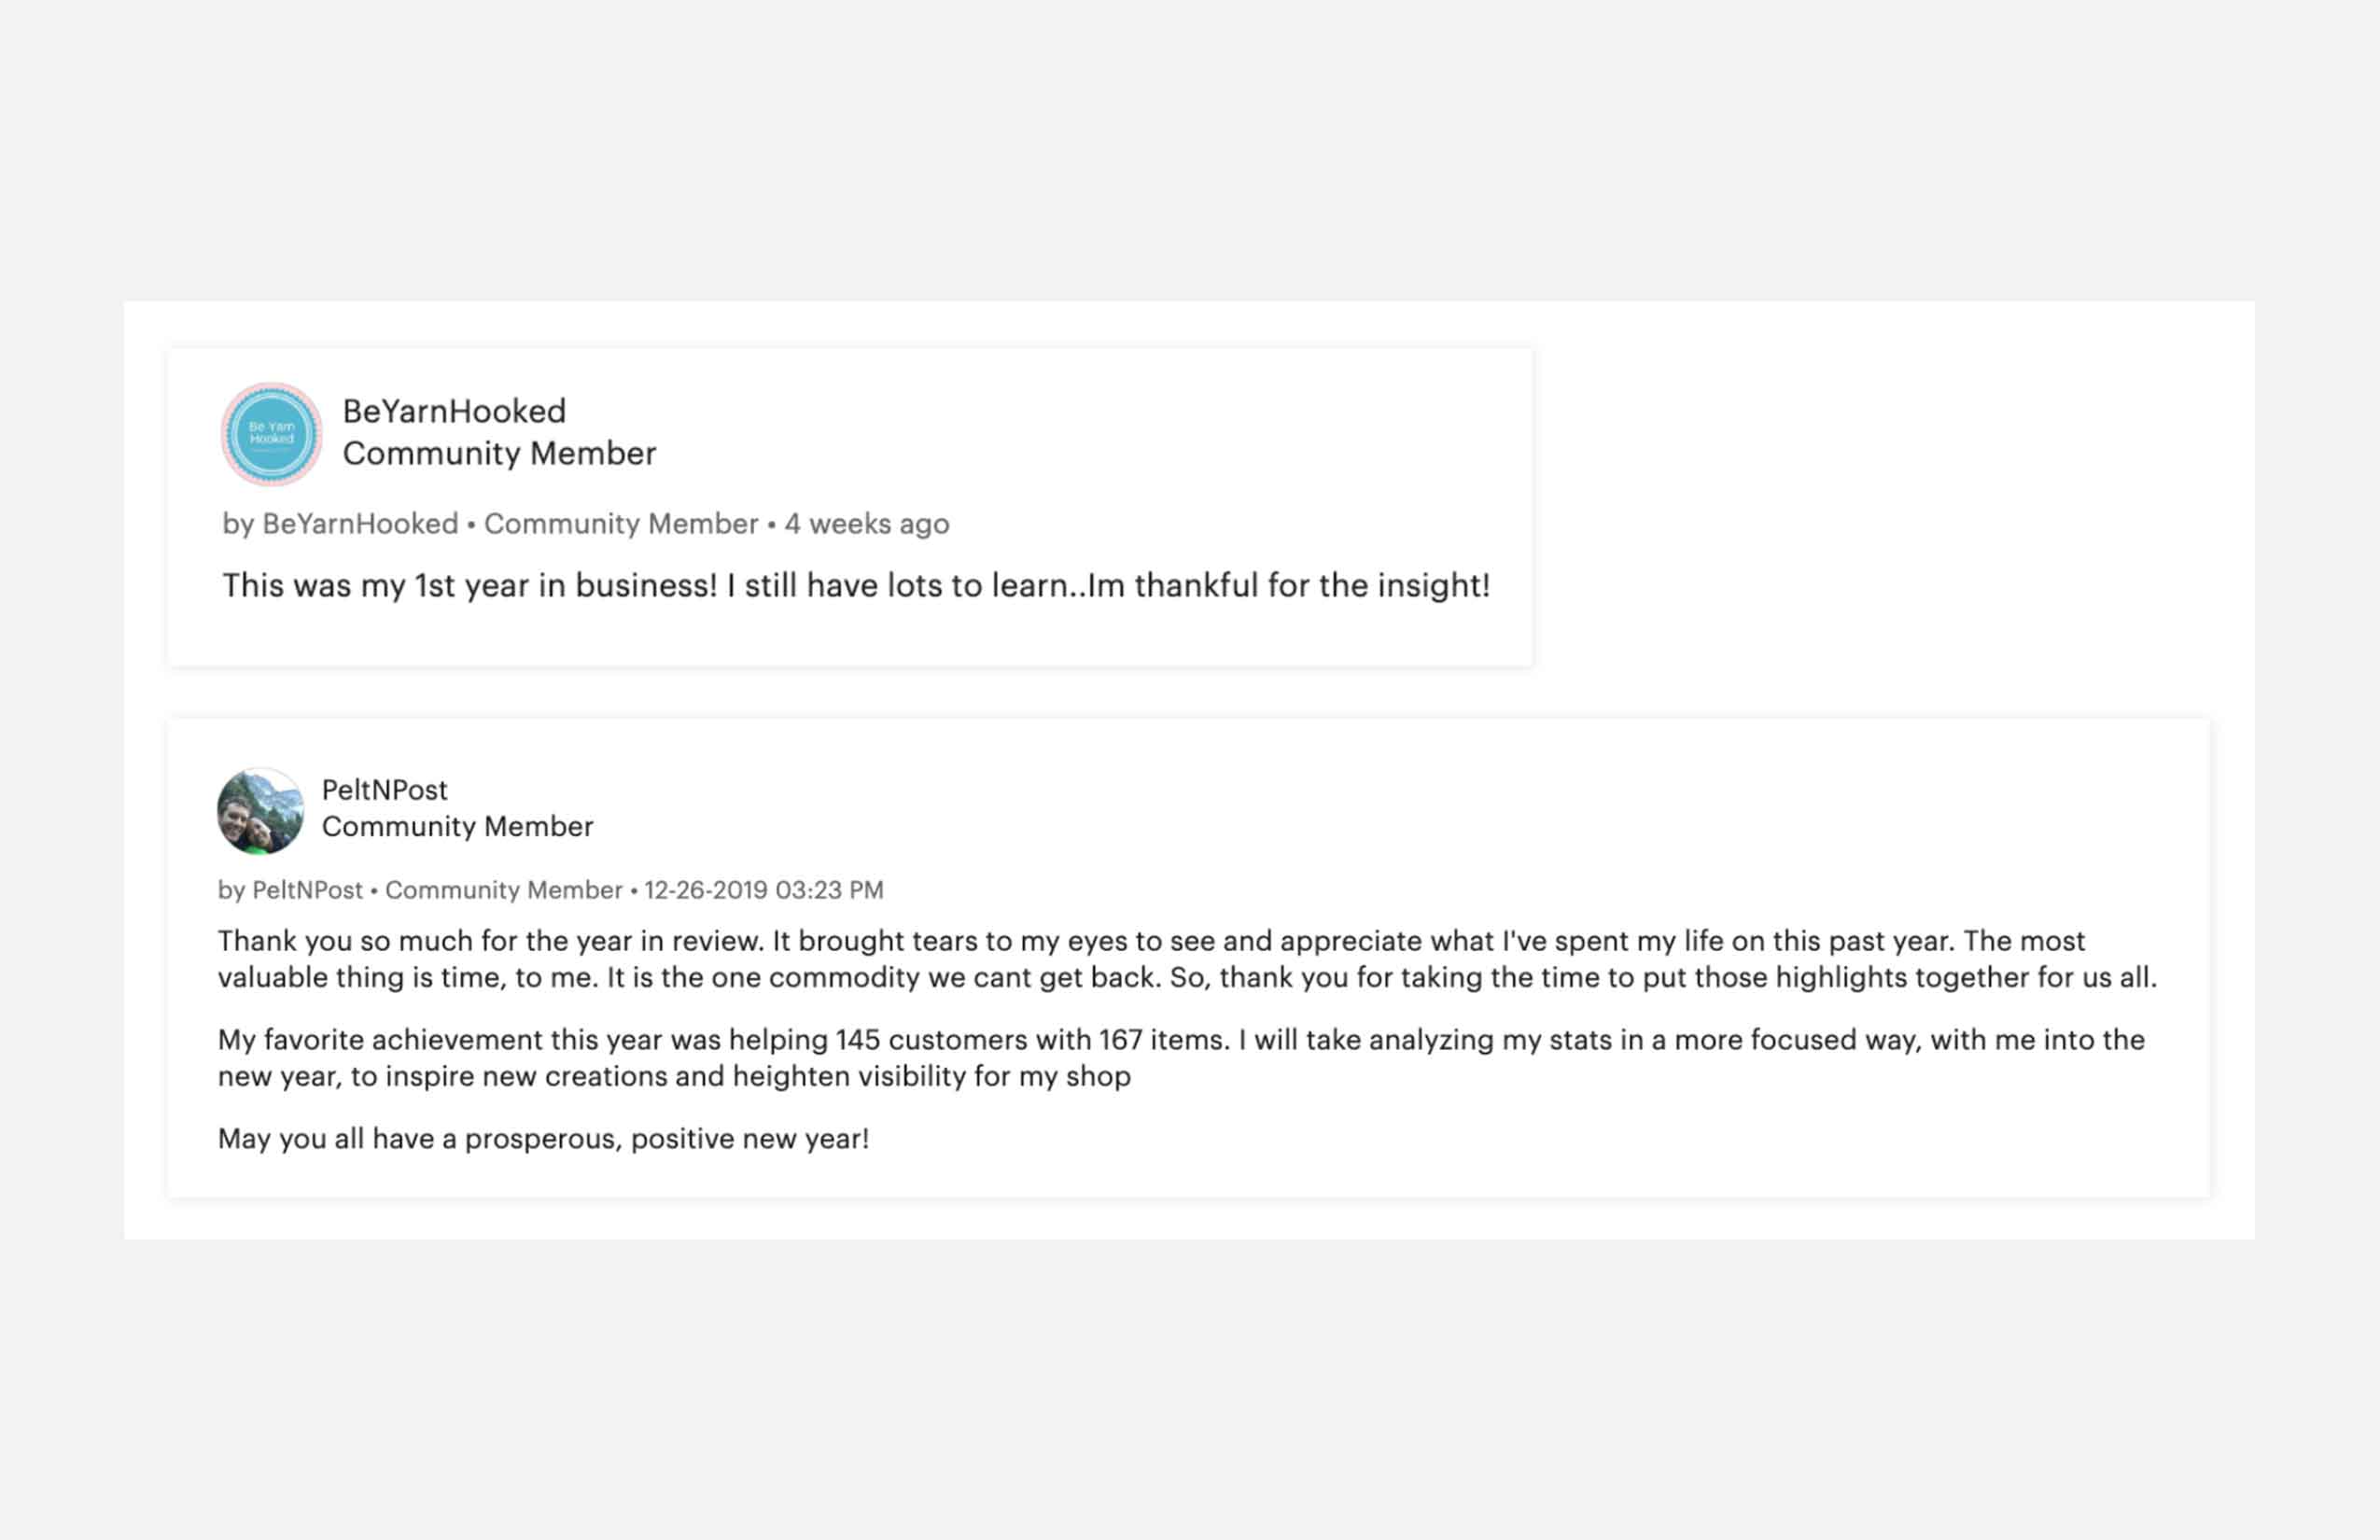 Be Yarn
Hooked
BeYarnHooked
Community Member
by BeYarnHooked • Community Member • 4 weeks ago
This was my 1st year in business! I still have lots to learn..Im thankful for the insight!
PeltNPost
Community Member
by PeltNPost • Community Member • 12-26-2019 03:23 PM
Thank you so much for the year in review. It brought tears to my eyes to see and appreciate what I've spent my life on this past year. The most
valuable thing is time, to me. It is the one commodity we cant get back. So, thank you for taking the time to put those highlights together for us all.
My favorite achievement this year was helping 145 customers with 167 items. I will take analyzing my stats in a more focused way, with me into the
new year, to inspire new creations and heighten visibility for my shop
May you all have a prosperous, positive new year!